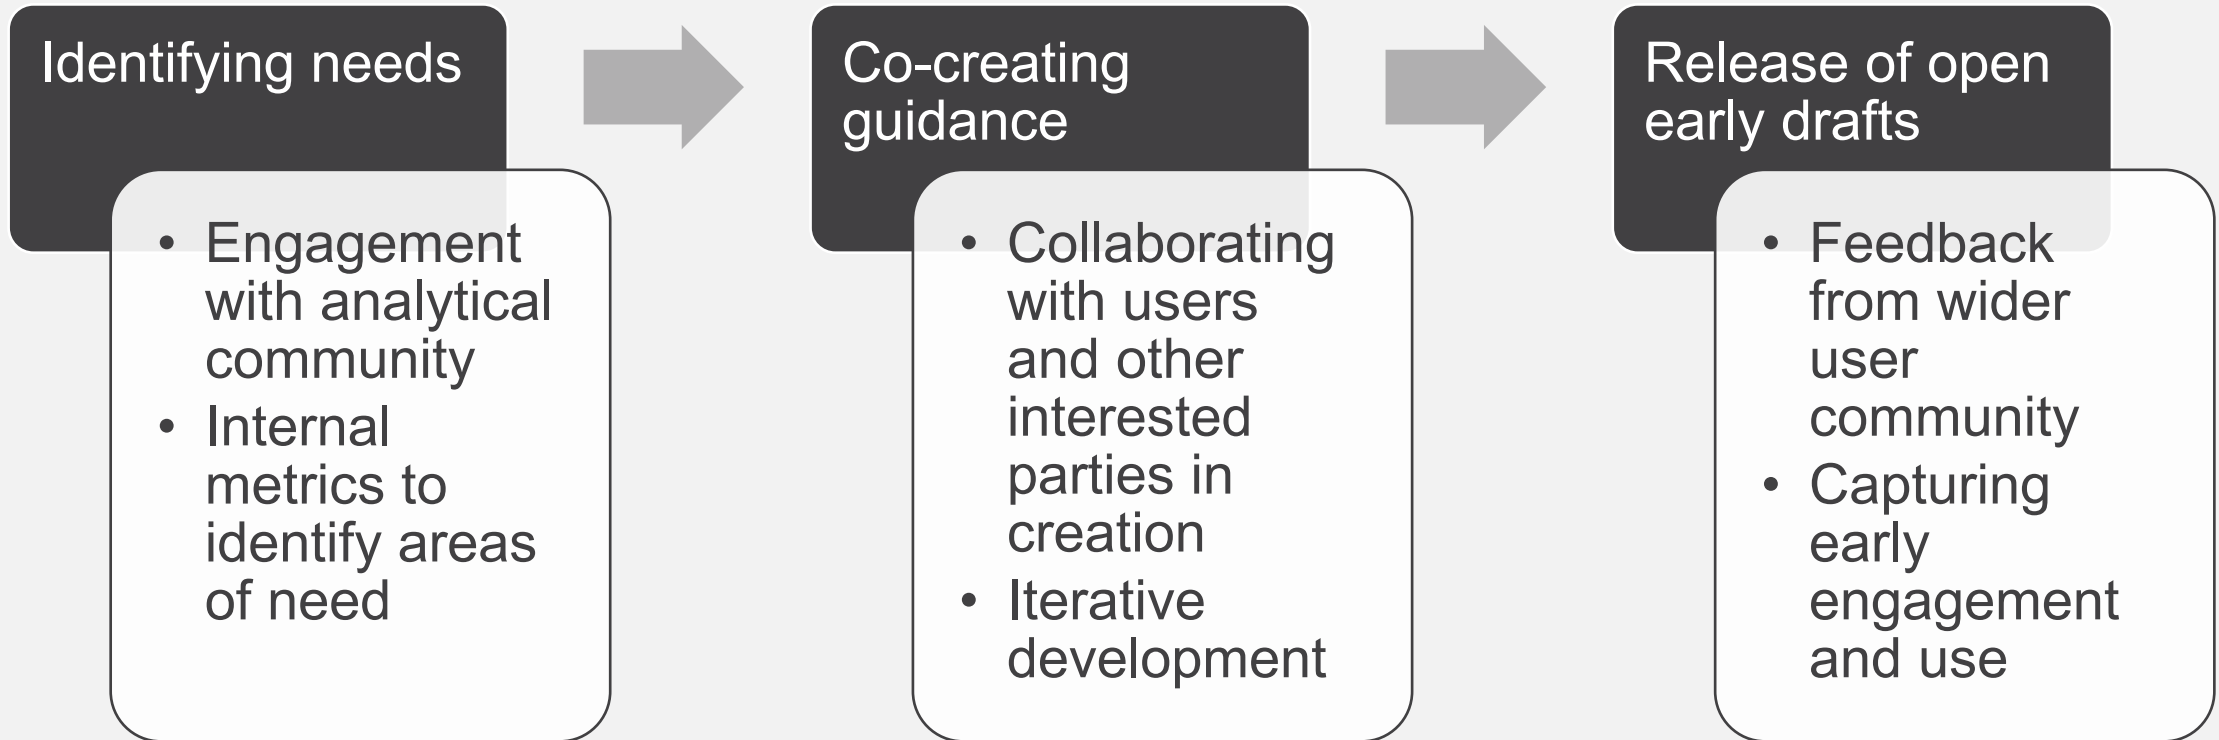 Identifying needs
• Engagement
with analytical
community
• Internal
metrics to
identify areas
of need
Co-creating
guidance
• Collaborating
with users
and other
interested
parties in
creation
• Iterative
development
Release of open
early drafts
• Feedback
from wider
user
community
• Capturing
early
engagement
and use